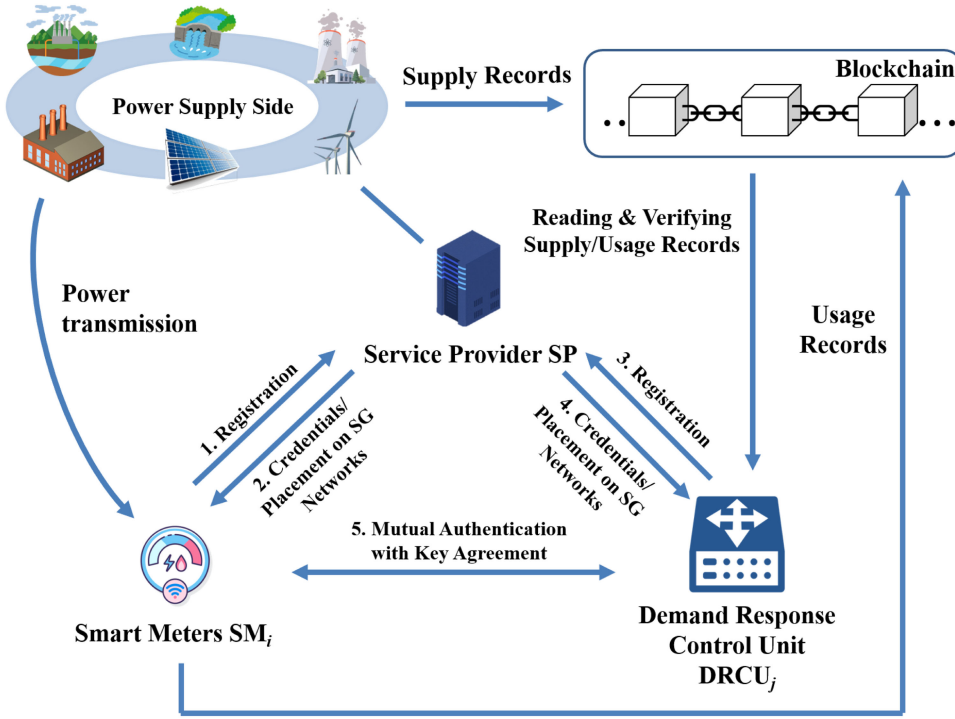 Power Supply Side
Supply Records
Blockchain
Reading & Verifying
Supply/Usage Records
Power
transmission
Usage
Records
Service Provider SP
1. Registration
2. Credentials/
Placement on SG
Networks
3. Registration
4. Credentials/
Placement on SG
Networks
5. Mutual Authentication
with Key Agreement
Smart Meters SMi
Demand Response
Control Unit
DRCUj